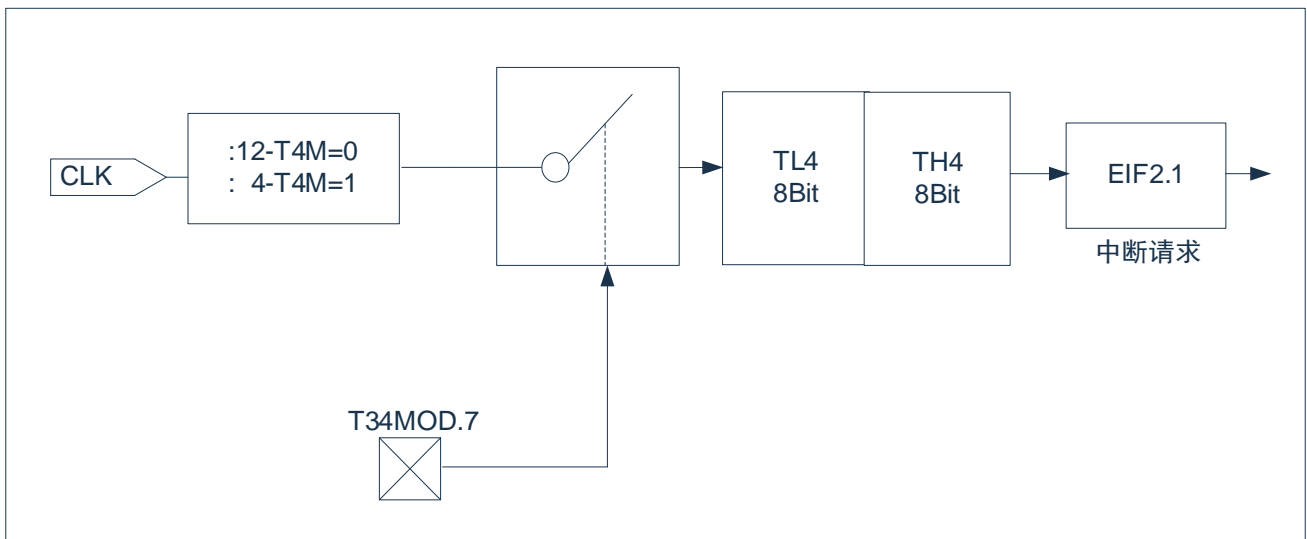 CLK
:12-T4M=0
: 4-T4M=1
TL4
8Bit
TH4
8Bit
EIF2.1
中断请求
T34MOD.7